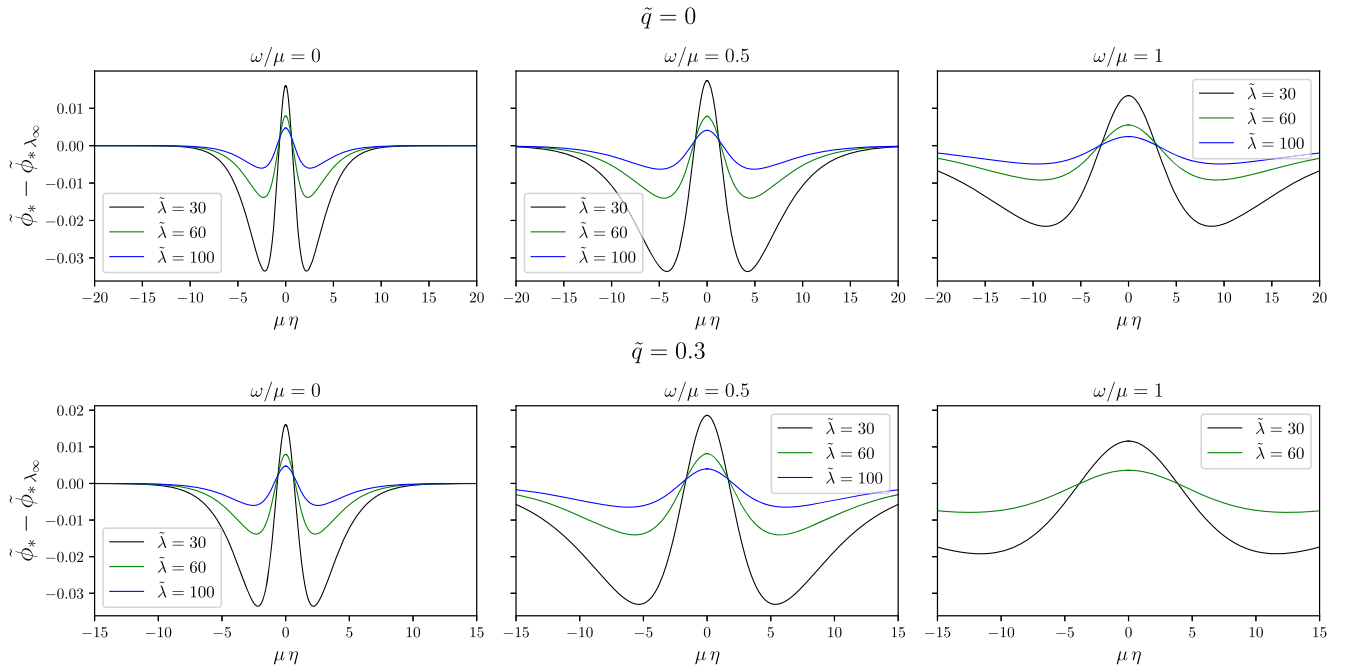 q̃ = 0
ω/μ = 0
ω/μ = 0.5
ω/μ = 1
φ̃* − φ̃* λ∞
0.01
0.00
−0.01
−0.02
−0.03
λ̃ = 30
λ̃ = 60
λ̃ = 100
λ̃ = 30
λ̃ = 60
λ̃ = 100
λ̃ = 30
λ̃ = 60
λ̃ = 100
−20 −15 −10 −5 0 5 10 15 20
−20 −15 −10 −5 0 5 10 15 20
−20 −15 −10 −5 0 5 10 15 20
μ η
μ η
μ η
q̃ = 0.3
ω/μ = 0
ω/μ = 0.5
ω/μ = 1
φ̃* − φ̃* λ∞
0.02
0.01
0.00
−0.01
−0.02
−0.03
λ̃ = 30
λ̃ = 60
λ̃ = 100
λ̃ = 30
λ̃ = 60
λ̃ = 100
λ̃ = 30
λ̃ = 60
−15 −10 −5 0 5 10 15
−15 −10 −5 0 5 10 15
−15 −10 −5 0 5 10 15
μ η
μ η
μ η